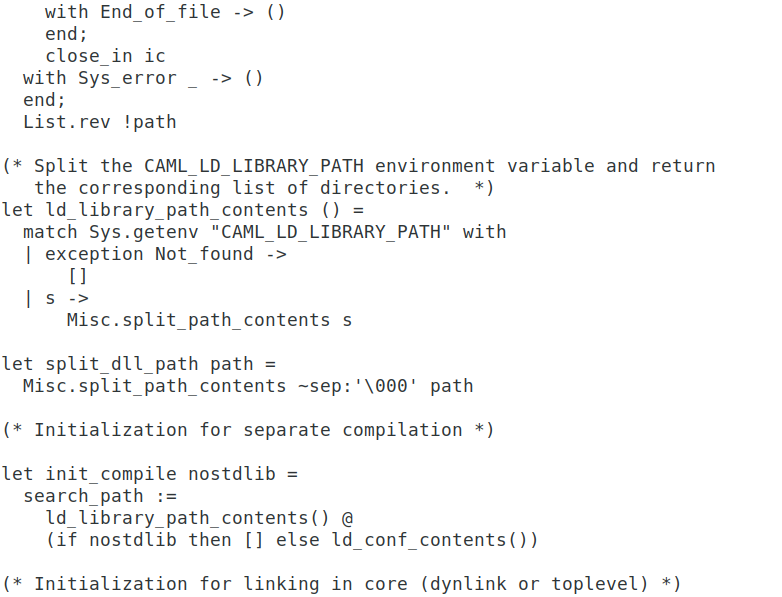 with End_of_file -> ()
    end;
    close_in ic
  with Sys_error _ -> ()
  end;
  List.rev !path

(* Split the CAML_LD_LIBRARY_PATH environment variable and return
   the corresponding list of directories.  *)
let ld_library_path_contents () =
  match Sys.getenv "CAML_LD_LIBRARY_PATH" with
  | exception Not_found ->
      []
  | s ->
      Misc.split_path_contents s

let split_dll_path path =
  Misc.split_path_contents ~sep:'\000' path

(* Initialization for separate compilation *)

let init_compile nostdlib =
  search_path :=
    ld_library_path_contents() @
    (if nostdlib then [] else ld_conf_contents())

(* Initialization for linking in core (dynlink or toplevel) *)